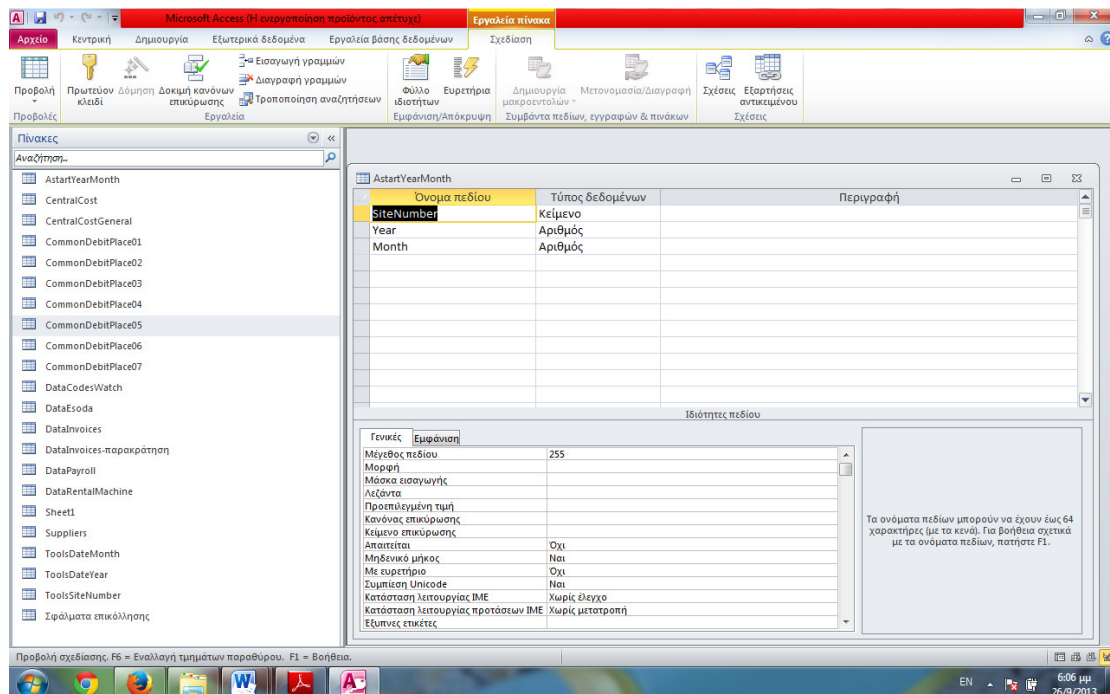 Microsoft Access (Η ενεργοποίηση προϊόντος απέτυχε)
Εργαλεία πίνακα
Αρχείο Κεντρική Δημιουργία Εξωτερικά δεδομένα Εργαλεία βάσης δεδομένων Σχεδίαση
Προβολή
Πρωτεύον κλειδί
Δόμηση
Δοκιμή κανόνων επικύρωσης
Εισαγωγή γραμμών
Διαγραφή γραμμών
Τροποποίηση αναζητήσεων
Φύλλο ιδιοτήτων
Ευρετήρια
Δημιουργία μακροεντολών
Μετονομασία/Διαγραφή
Σχέσεις
Εξαρτήσεις αντικειμένου
Προβολές Εργαλεία Εμφάνιση/Απόκρυψη Συμβάντα πεδίων, εγγραφών & πινάκων Σχέσεις
Πίνακες
Αναζήτηση..
AstartYearMonth
CentralCost
CentralCostGeneral
CommonDebitPlace01
CommonDebitPlace02
CommonDebitPlace03
CommonDebitPlace04
CommonDebitPlace05
CommonDebitPlace06
CommonDebitPlace07
DataCodesWatch
DataEsoda
DataInvoices
DataInvoices-παρακράτηση
DataPayroll
DataRentalMachine
Sheet1
Suppliers
ToolsDateMonth
ToolsDateYear
ToolsSiteNumber
Σφάλματα επικόλλησης
AstartYearMonth
Όνομα πεδίου Τύπος δεδομένων Περιγραφή
SiteNumber Κείμενο
Year Αριθμός
Month Αριθμός
Ιδιότητες πεδίου
Γενικές Εμφάνιση
Μέγεθος πεδίου 255
Μορφή
Μάσκα εισαγωγής
Λεζάντα
Προεπιλεγμένη τιμή
Κανόνας επικύρωσης
Κείμενο επικύρωσης
Απαιτείται Όχι
Μηδενικό μήκος Ναι
Με ευρετήριο Όχι
Συμπίεση Unicode Ναι
Κατάσταση λειτουργίας IME Χωρίς έλεγχο
Κατάσταση λειτουργίας προτάσεων IME Χωρίς μετατροπή
Έξυπνες ετικέτες
Τα ονόματα πεδίων μπορούν να έχουν έως 64
χαρακτήρες (με τα κενά). Για βοήθεια σχετικά
με τα ονόματα πεδίων, πατήστε F1.
Προβολή σχεδίασης. F6 = Εναλλαγή τμημάτων παραθύρου. F1 = Βοήθεια.
EN
6:06 μμ
26/9/2013